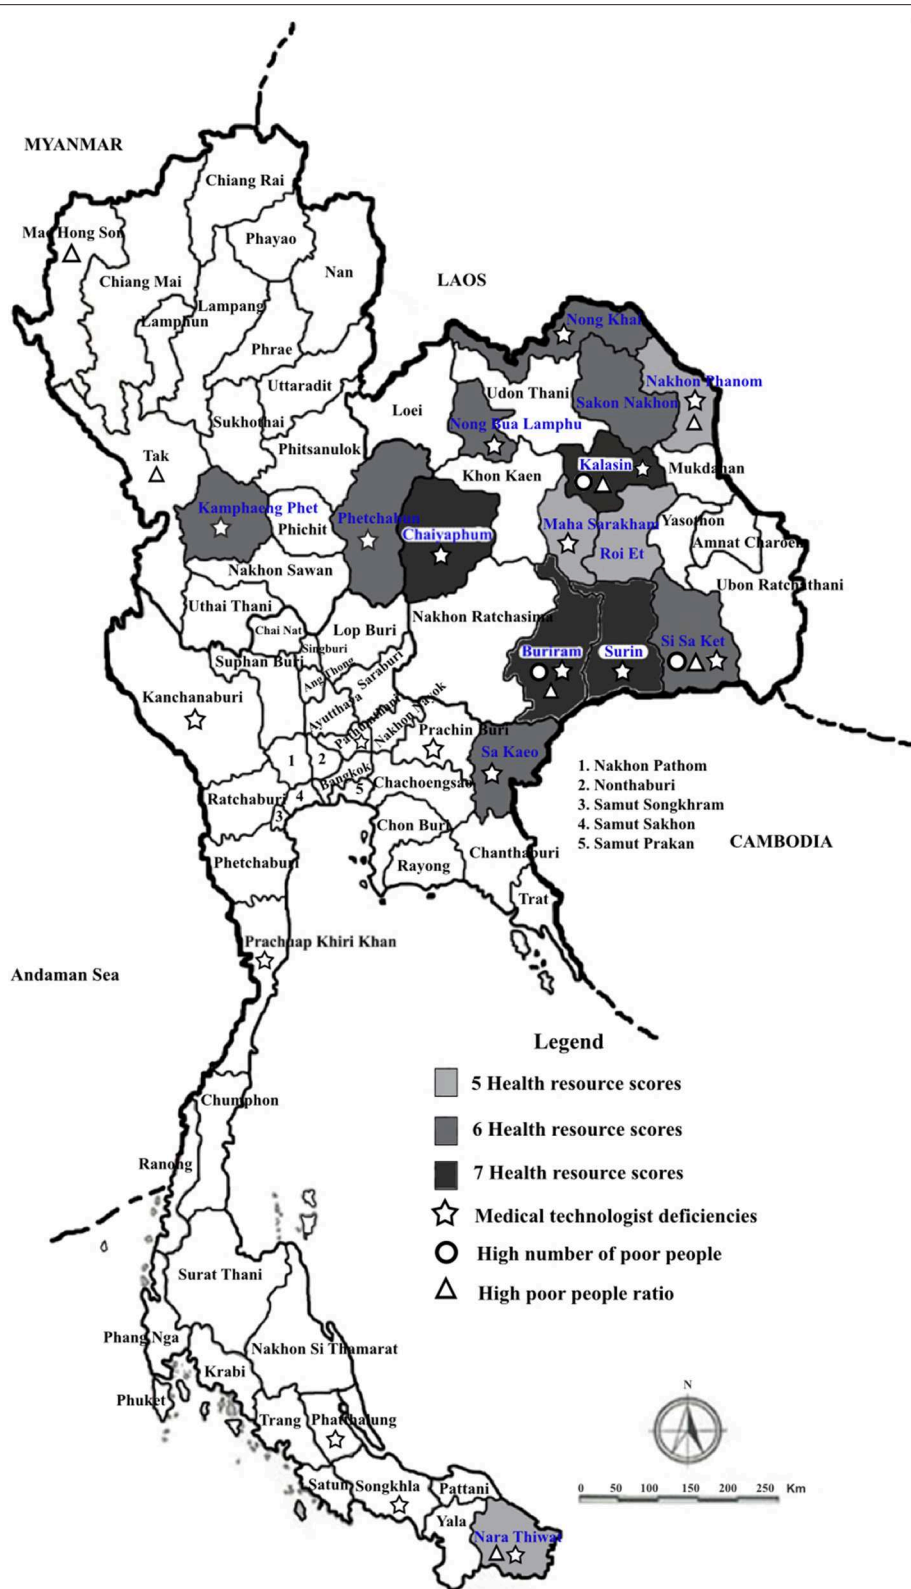 MYANMAR
Chiang Rai
Mae Hong Son
Phayao
Nan
LAOS
Chiang Mai
Lampang
Lamphun
Nong Khai
Phrae
Nakhon Phanom
Uttaradit
Udon Thani
Sakon Nakhon
Loei
Sukhothai
Nong Bua Lamphu
Phitsanulok
Tak
Kalasin
Mukdahan
Khon Kaen
Kamphaeng Phet
Phetchabun
Phichit
Chaiyaphum
Maha Sarakham
Yasothon
Roi Et
Amnat Charoen
Nakhon Sawan
Ubon Ratchathani
Uthai Thani
Nakhon Ratchasima
Chai Nat
Lop Buri
Singburi
Si Sa Ket
Buriram
Surin
Suphan Buri
Ang Thong
Saraburi
Kanchanaburi
Ayutthaya
Pathumthani
Nakhon Nayok
Prachin Buri
Sa Kaeo
1
2
Bangkok
Chachoengsao
1. Nakhon Pathom
2. Nonthaburi
3. Samut Songkhram
4. Samut Sakhon
5. Samut Prakan
Ratchaburi
4
5
3
Chon Buri
CAMBODIA
Phetchaburi
Rayong
Chanthaburi
Trat
Prachuap Khiri Khan
Andaman Sea
Legend
5 Health resource scores
6 Health resource scores
7 Health resource scores
Medical technologist deficiencies
High number of poor people
High poor people ratio
Chumphon
Ranong
Surat Thani
Phang Nga
Nakhon Si Thamarat
Krabi
Phuket
Trang
Phatthalung
Satun
Songkhla
Pattani
Yala
Nara Thiwat
N
0 50 100 150 200 250 Km